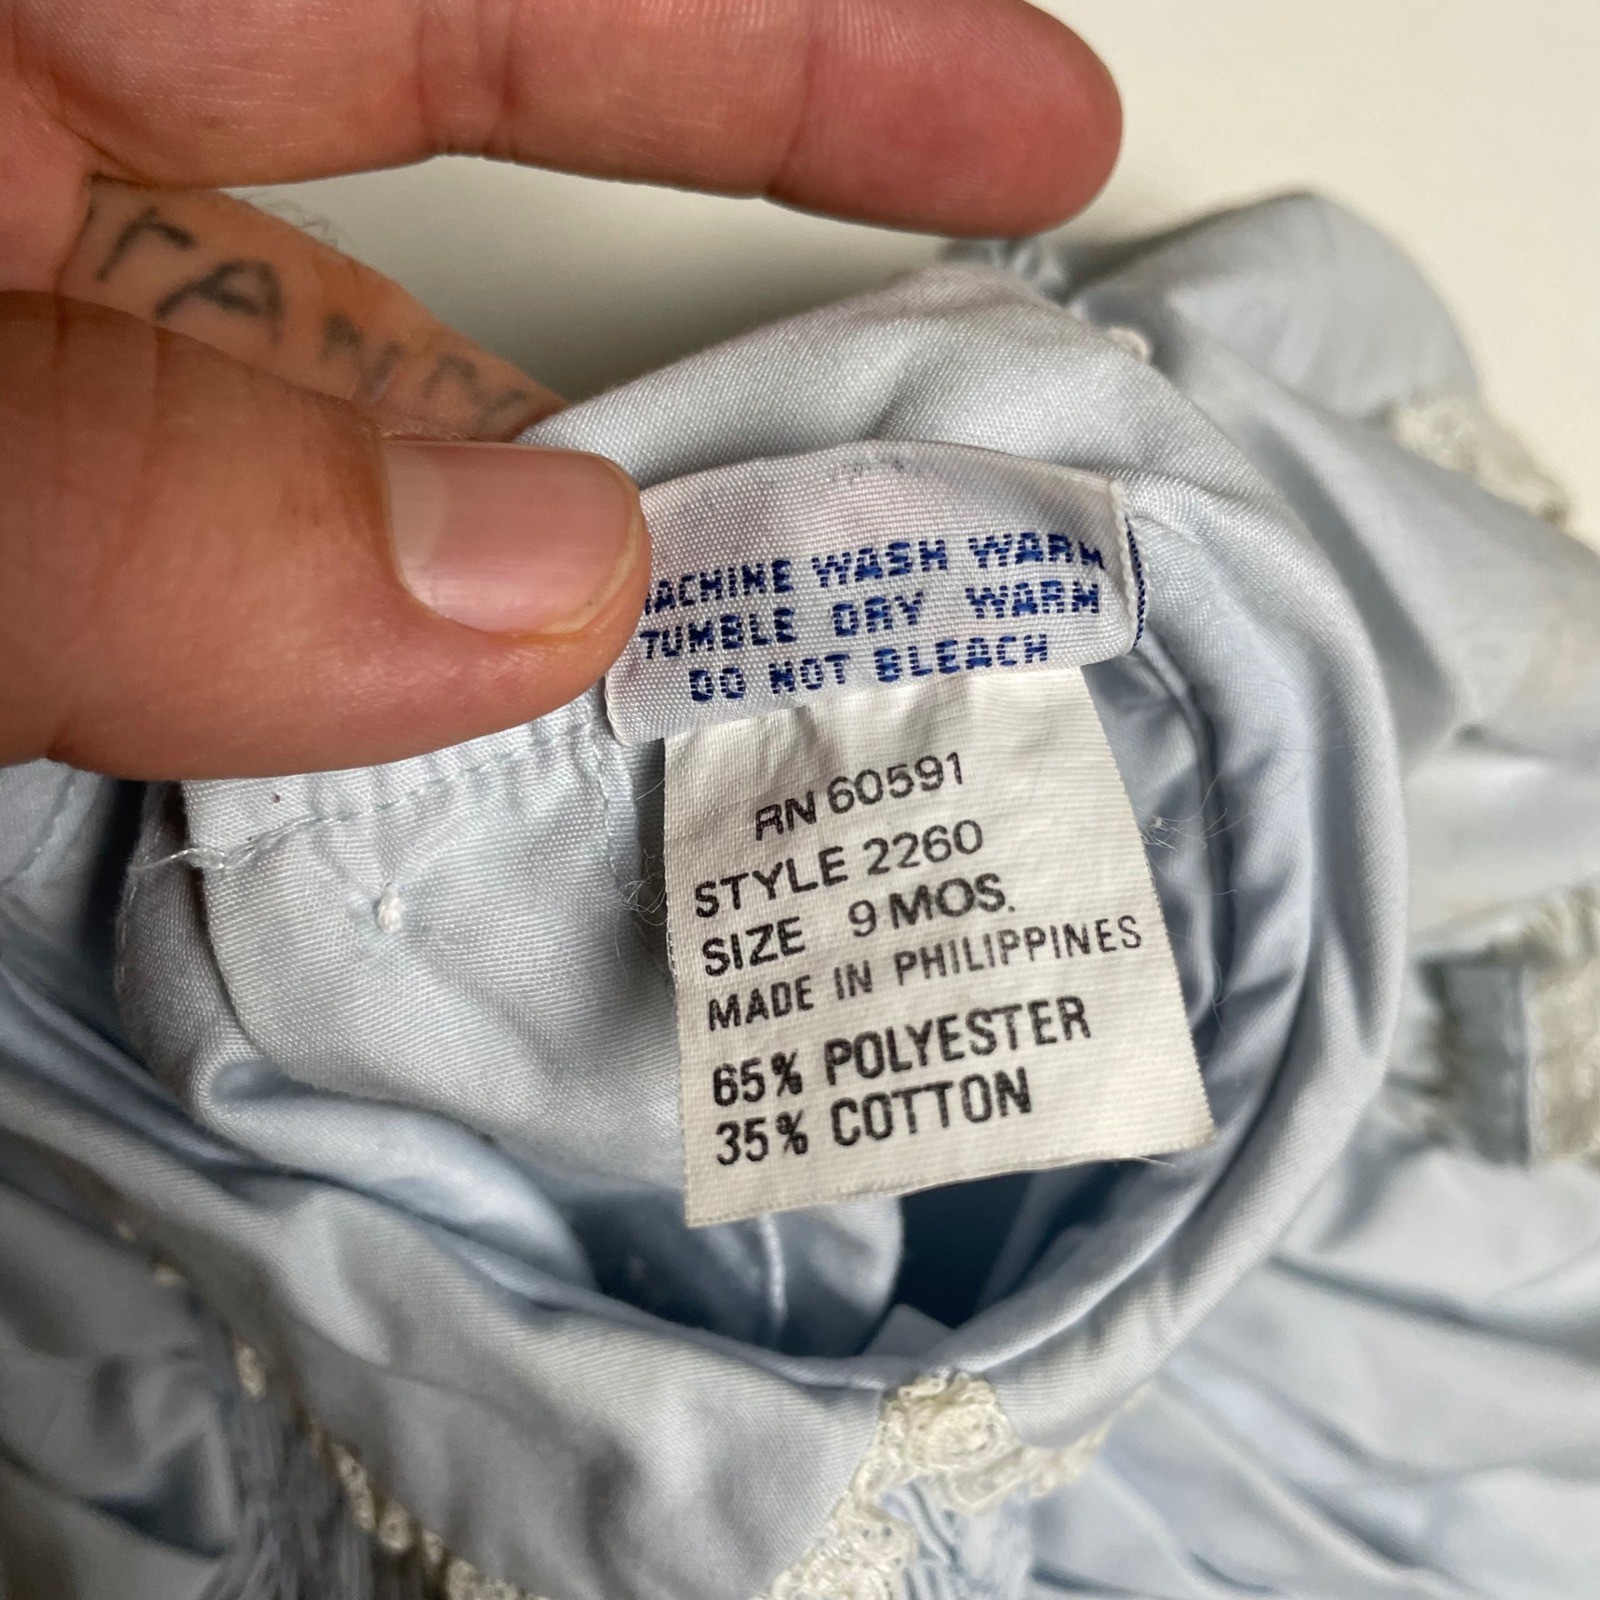 MACHINE WASH WARM
TUMBLE DRY WARM
DO NOT BLEACH
RN 60591
STYLE 2260
SIZE 9 MOS.
MADE IN PHILIPPINES
65% POLYESTER
35% COTTON